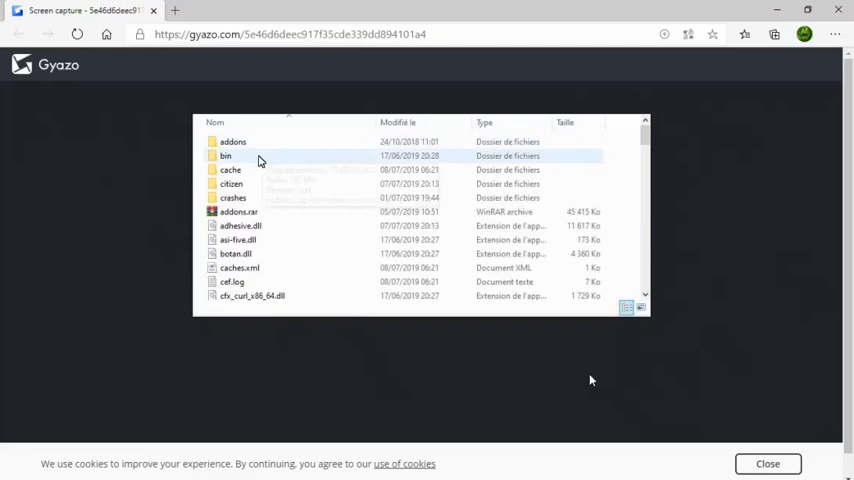 Screen capture - 5e46d6deec917
https://gyazo.com/5e46d6deec917f35cde339dd894101a4
Gyazo
Nom Modifié le Type Taille
addons 24/10/2018 11:01 Dossier de fichiers
bin 17/06/2019 20:28 Dossier de fichiers
cache 08/07/2019 06:21 Dossier de fichiers
citizen 07/07/2019 20:13 Dossier de fichiers
crashes 01/07/2019 19:44 Dossier de fichiers
addons.rar 05/07/2019 10:51 WinRAR archive 45 415 Ko
adhesive.dll 07/07/2019 20:13 Extension de l'app... 11 617 Ko
asi-five.dll 17/06/2019 20:27 Extension de l'app... 173 Ko
botan.dll 17/06/2019 20:27 Extension de l'app... 4 360 Ko
caches.xml 08/07/2019 06:21 Document XML 1 Ko
cef.log 08/07/2019 06:21 Document texte 7 Ko
cfx_curl_x86_64.dll 17/06/2019 20:27 Extension de l'app... 1 729 Ko
We use cookies to improve your experience. By continuing, you agree to our use of cookies
Close